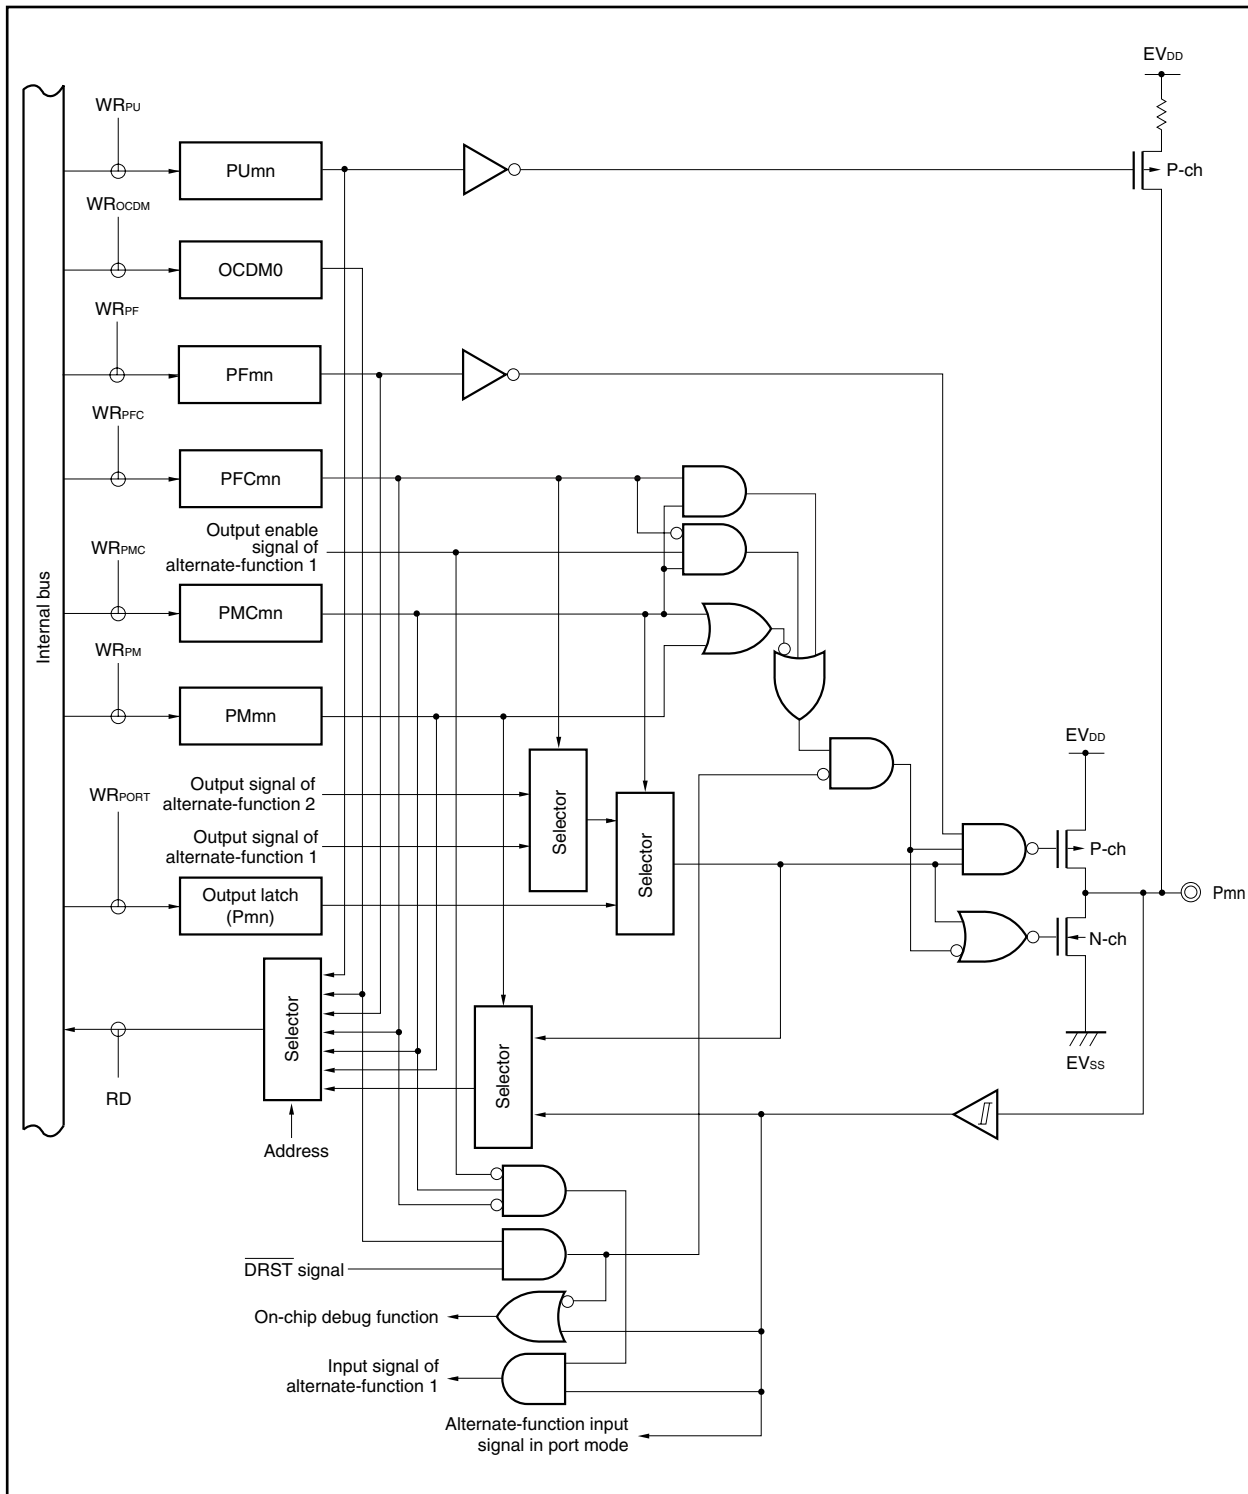 EVDD
WRPU
PUmn
P-ch
WROCDM
OCDM0
WRPF
PFmn
WRPFC
PFCmn
Output enable
signal of
alternate-function 1
WRPMC
PMCmn
Internal bus
WRPM
PMmn
EVDD
Output signal of
alternate-function 2
WRPORT
Selector
Output signal of
alternate-function 1
Selector
P-ch
Output latch
(Pmn)
Pmn
N-ch
Selector
Selector
EVSS
RD
Address
DRST signal
On-chip debug function
Input signal of
alternate-function 1
Alternate-function input
signal in port mode